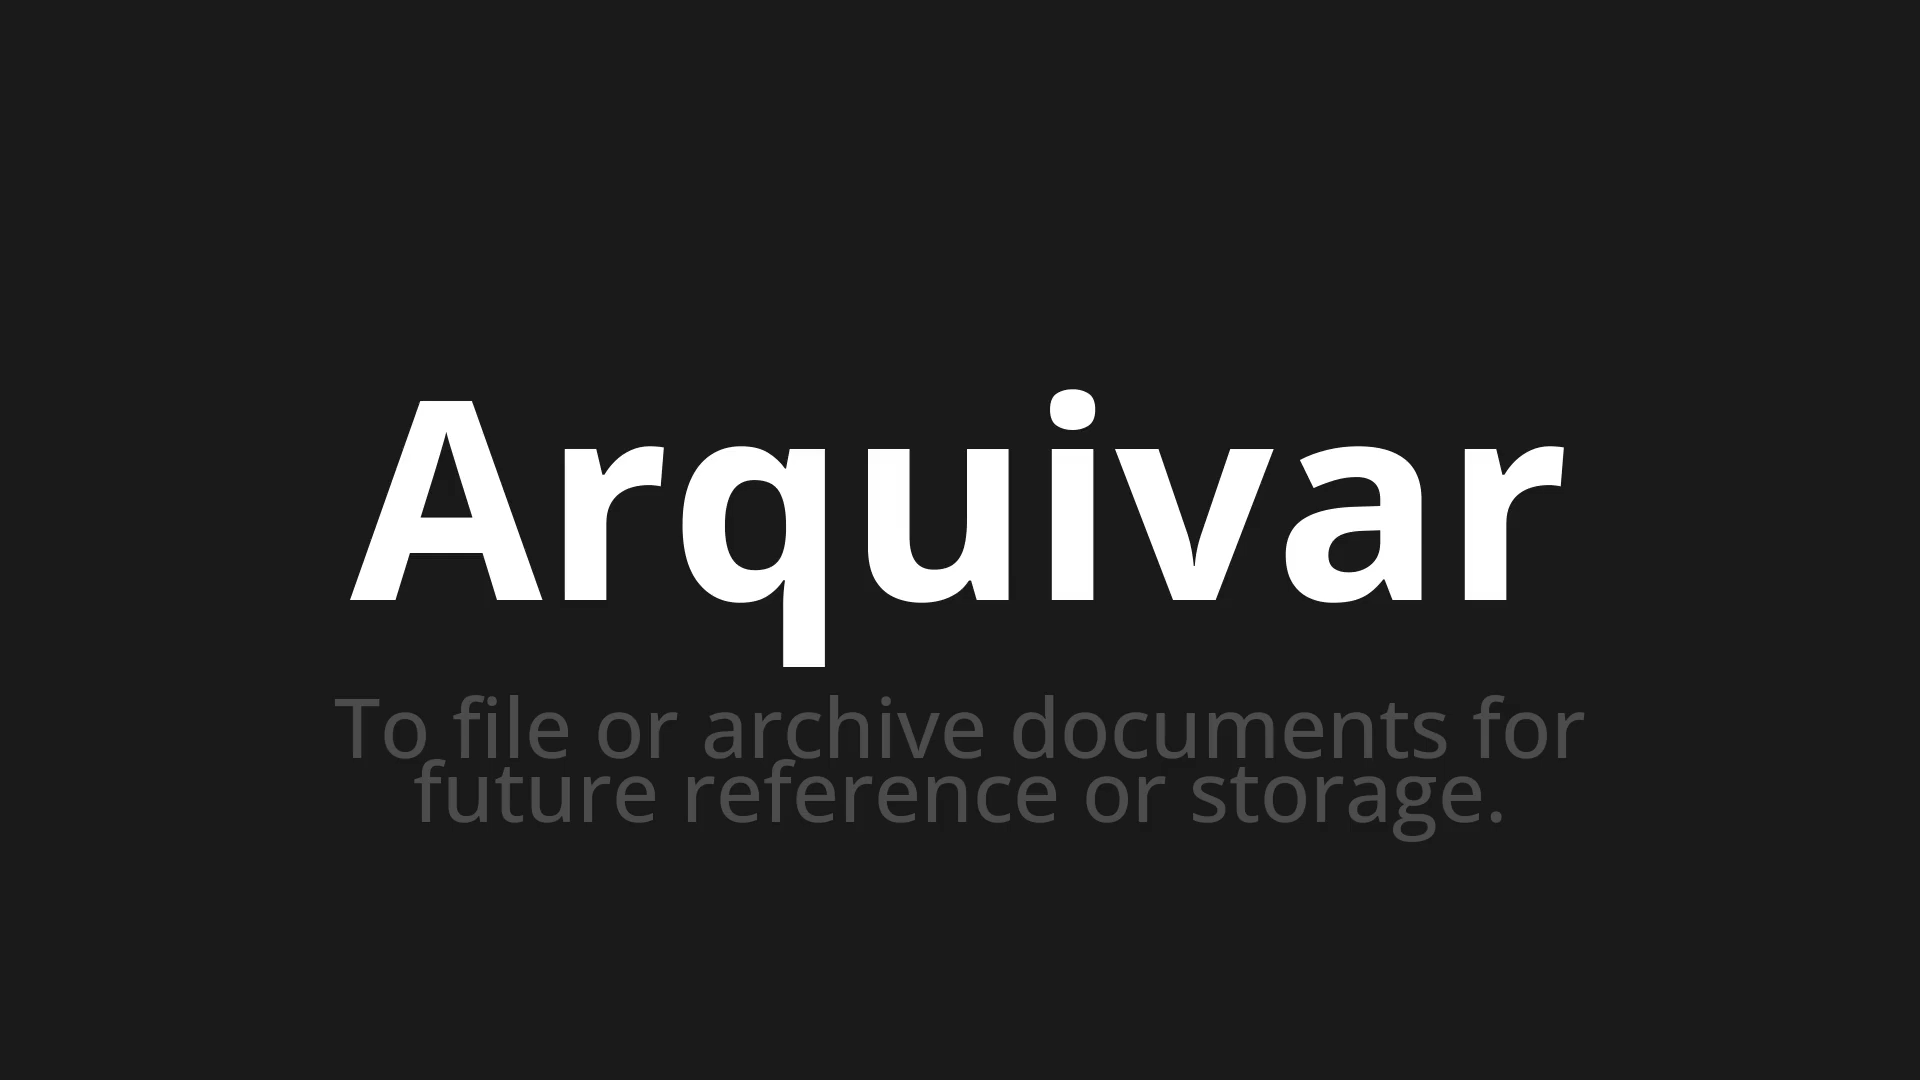 Arquivar
To file or archive documents for
future reference or storage.